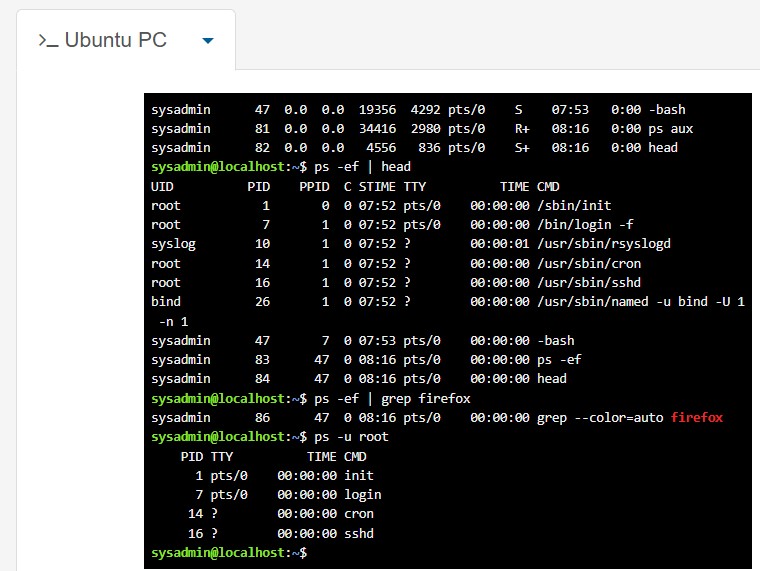 >_ Ubuntu PC
sysadmin 47 0.0 0.0 19356 4292 pts/0 S 07:53 0:00 -bash
sysadmin 81 0.0 0.0 34416 2980 pts/0 R+ 08:16 0:00 ps aux
sysadmin 82 0.0 0.0 4556 836 pts/0 S+ 08:16 0:00 head
sysadmin@localhost:~$ ps -ef | head
UID PID PPID C STIME TTY TIME CMD
root 1 0 0 07:52 pts/0 00:00:00 /sbin/init
root 7 1 0 07:52 pts/0 00:00:00 /bin/login -f
syslog 10 1 0 07:52 ? 00:00:01 /usr/sbin/rsyslogd
root 14 1 0 07:52 ? 00:00:00 /usr/sbin/cron
root 16 1 0 07:52 ? 00:00:00 /usr/sbin/sshd
bind 26 1 0 07:52 ? 00:00:00 /usr/sbin/named -u bind -U 1
-n 1
sysadmin 47 7 0 07:53 pts/0 00:00:00 -bash
sysadmin 83 47 0 08:16 pts/0 00:00:00 ps -ef
sysadmin 84 47 0 08:16 pts/0 00:00:00 head
sysadmin@localhost:~$ ps -ef | grep firefox
sysadmin 86 47 0 08:16 pts/0 00:00:00 grep --color=auto firefox
sysadmin@localhost:~$ ps -u root
PID TTY TIME CMD
1 pts/0 00:00:00 init
7 pts/0 00:00:00 login
14 ? 00:00:00 cron
16 ? 00:00:00 sshd
sysadmin@localhost:~$